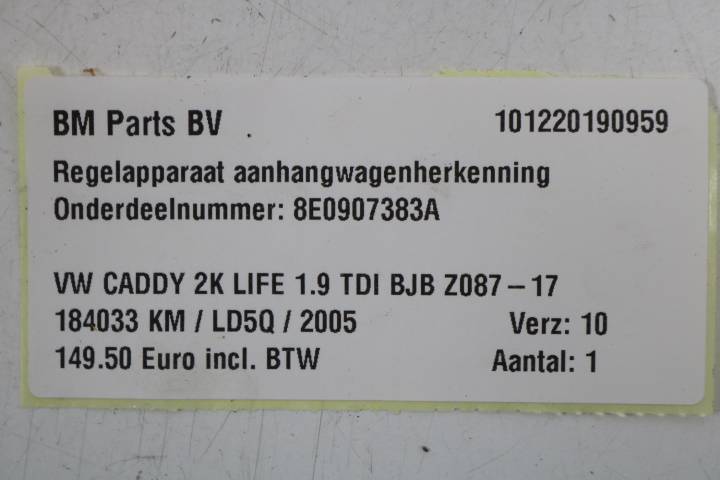 BM Parts BV 101220190959
Regelapparaat aanhangwagenherkenning
Onderdeelnummer: 8E0907383A
VW CADDY 2K LIFE 1.9 TDI BJB Z087-17
184033 KM / LD5Q / 2005 Verz: 10
149.50 Euro incl. BTW Aantal: 1